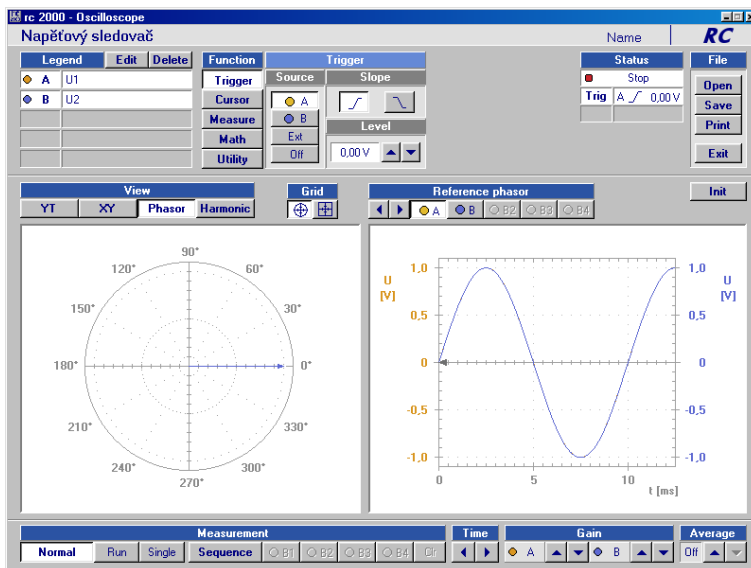 rc 2000 - Oscilloscope
Napěťový sledovač
Name
RC
Legend Edit Delete
A U1
B U2
Function
Trigger
Cursor
Measure
Math
Utility
Trigger
Source Slope
A
B
Ext
Off
Level
0,00 V
Status
Stop
Trig A 0,00 V
File
Open
Save
Print
Exit
View
YT XY Phasor Harmonic
Grid
Reference phasor
A B B2 B3 B4
Init
90°
120° 60°
150° 30°
180° 0°
210° 330°
240° 300°
270°
U
[V]
1,0
0,5
0
-0,5
-1,0
U
[V]
1,0
0,5
0
-0,5
-1,0
0 5 10
t [ms]
Measurement
Normal Run Single Sequence B1 B2 B3 B4 Clr
Time
Gain
A B
Average
Off